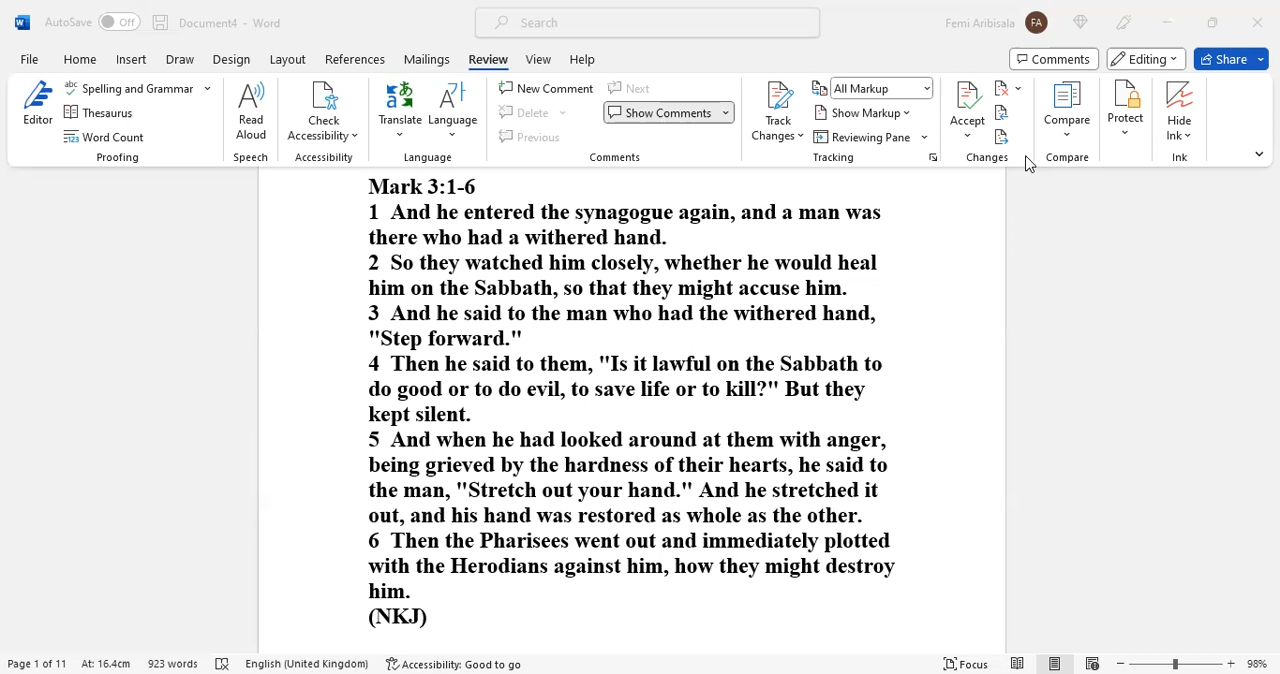 AutoSave Off Document4 - Word Search Femi Aribisala FA
File Home Insert Draw Design Layout References Mailings Review View Help Comments Editing Share
Editor
abc Spelling and Grammar
Thesaurus
123 Word Count
Proofing
Read Aloud
Speech
Check Accessibility
Accessibility
Translate
Language
Language
New Comment
Delete
Previous
Next
Show Comments
Comments
Track Changes
All Markup
Show Markup
Reviewing Pane
Tracking
Accept
Changes
Compare
Compare
Protect
Hide Ink
Ink
Mark 3:1-6
1 And he entered the synagogue again, and a man was
there who had a withered hand.
2 So they watched him closely, whether he would heal
him on the Sabbath, so that they might accuse him.
3 And he said to the man who had the withered hand,
"Step forward."
4 Then he said to them, "Is it lawful on the Sabbath to
do good or to do evil, to save life or to kill?" But they
kept silent.
5 And when he had looked around at them with anger,
being grieved by the hardness of their hearts, he said to
the man, "Stretch out your hand." And he stretched it
out, and his hand was restored as whole as the other.
6 Then the Pharisees went out and immediately plotted
with the Herodians against him, how they might destroy
him.
(NKJ)
Page 1 of 11 At: 16.4cm 923 words English (United Kingdom) Accessibility: Good to go Focus 98%